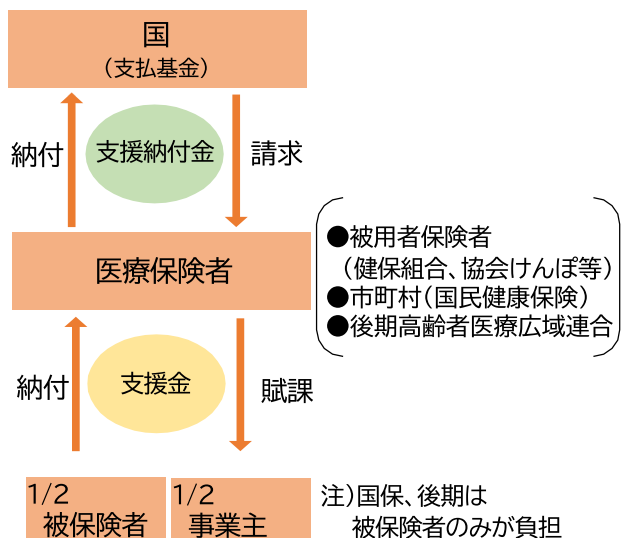 国
（支払基金）
納付
支援納付金
請求
医療保険者
●被用者保険者
（健保組合、協会けんぽ等）
●市町村（国民健康保険）
●後期高齢者医療広域連合
納付
支援金
賦課
1/2
被保険者
1/2
事業主
注）国保、後期は
被保険者のみが負担